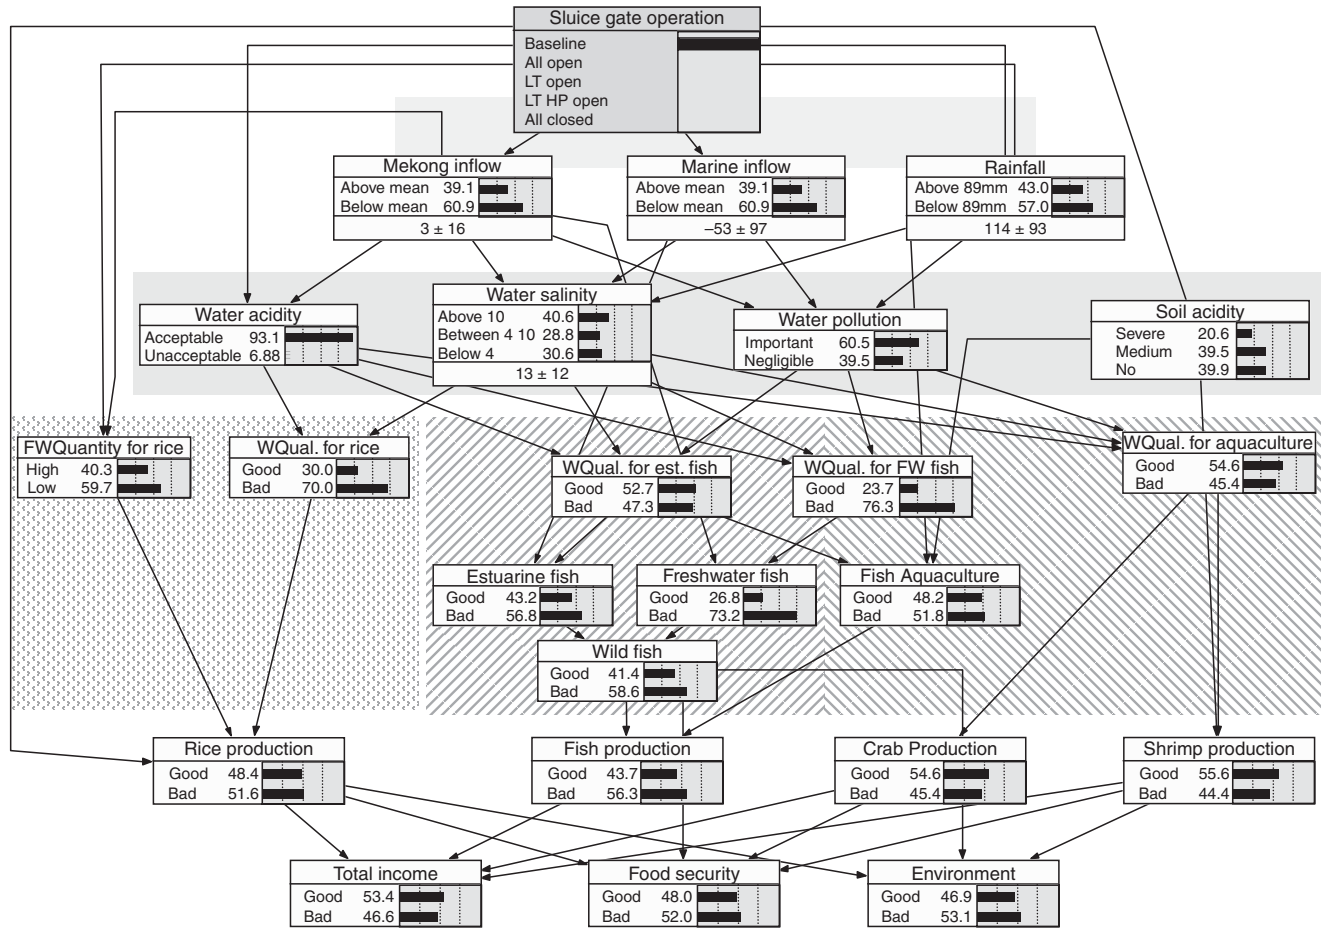 Sluice gate operation
Baseline
All open
LT open
LT HP open
All closed
Mekong inflow
Above mean 39.1
Below mean 60.9
3 ± 16
Marine inflow
Above mean 39.1
Below mean 60.9
−53 ± 97
Rainfall
Above 89mm 43.0
Below 89mm 57.0
114 ± 93
Water acidity
Acceptable 93.1
Unacceptable 6.88
Water salinity
Above 10 40.6
Between 4 10 28.8
Below 4 30.6
13 ± 12
Water pollution
Important 60.5
Negligible 39.5
Soil acidity
Severe 20.6
Medium 39.5
No 39.9
FWQuantity for rice
High 40.3
Low 59.7
WQual. for rice
Good 30.0
Bad 70.0
WQual. for est. fish
Good 52.7
Bad 47.3
WQual. for FW fish
Good 23.7
Bad 76.3
WQual. for aquaculture
Good 54.6
Bad 45.4
Estuarine fish
Good 43.2
Bad 56.8
Freshwater fish
Good 26.8
Bad 73.2
Fish Aquaculture
Good 48.2
Bad 51.8
Wild fish
Good 41.4
Bad 58.6
Rice production
Good 48.4
Bad 51.6
Fish production
Good 43.7
Bad 56.3
Crab Production
Good 54.6
Bad 45.4
Shrimp production
Good 55.6
Bad 44.4
Total income
Good 53.4
Bad 46.6
Food security
Good 48.0
Bad 52.0
Environment
Good 46.9
Bad 53.1